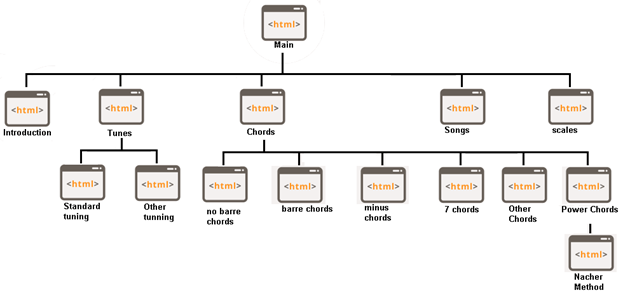 <html>
Main
<html> <html> <html> <html> <html>
Introduction Tunes Chords Songs scales
<html> <html> <html> <html> <html> <html> <html> <html>
Standard tuning
Other tunning
no barre chords
barre chords
minus chords
7 chords
Other Chords
Power Chords
<html>
Nacher
Method